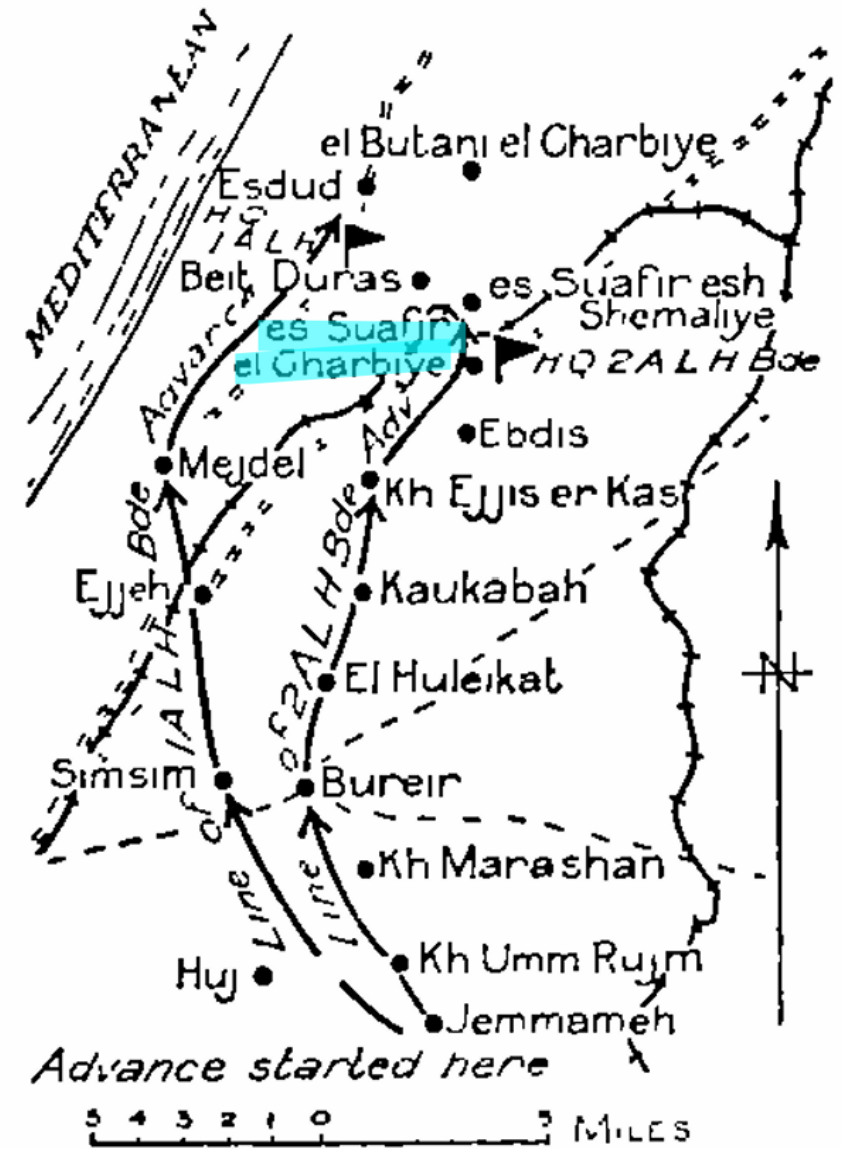 MEDITERRANEAN
el Butani el Charbiye
Esdud
HQ
1 A L H
Beit Duras
es Suafir esh
Shemaliye
es Suafir
el Gharbiye
HQ 2 A L H Bde
Ebdis
Mejdel
Kh Ejjis er Kas
Ejjeh
Kaukabah
El Huleikat
Simsim
Bureir
Kh Marashan
Huj
Kh Umm Rujm
Jemmameh
Line of 1 A L H Bde Advance
Line of 2 A L H Bde Adv
N
Advance started here
5 4 3 2 1 0 5 MILES